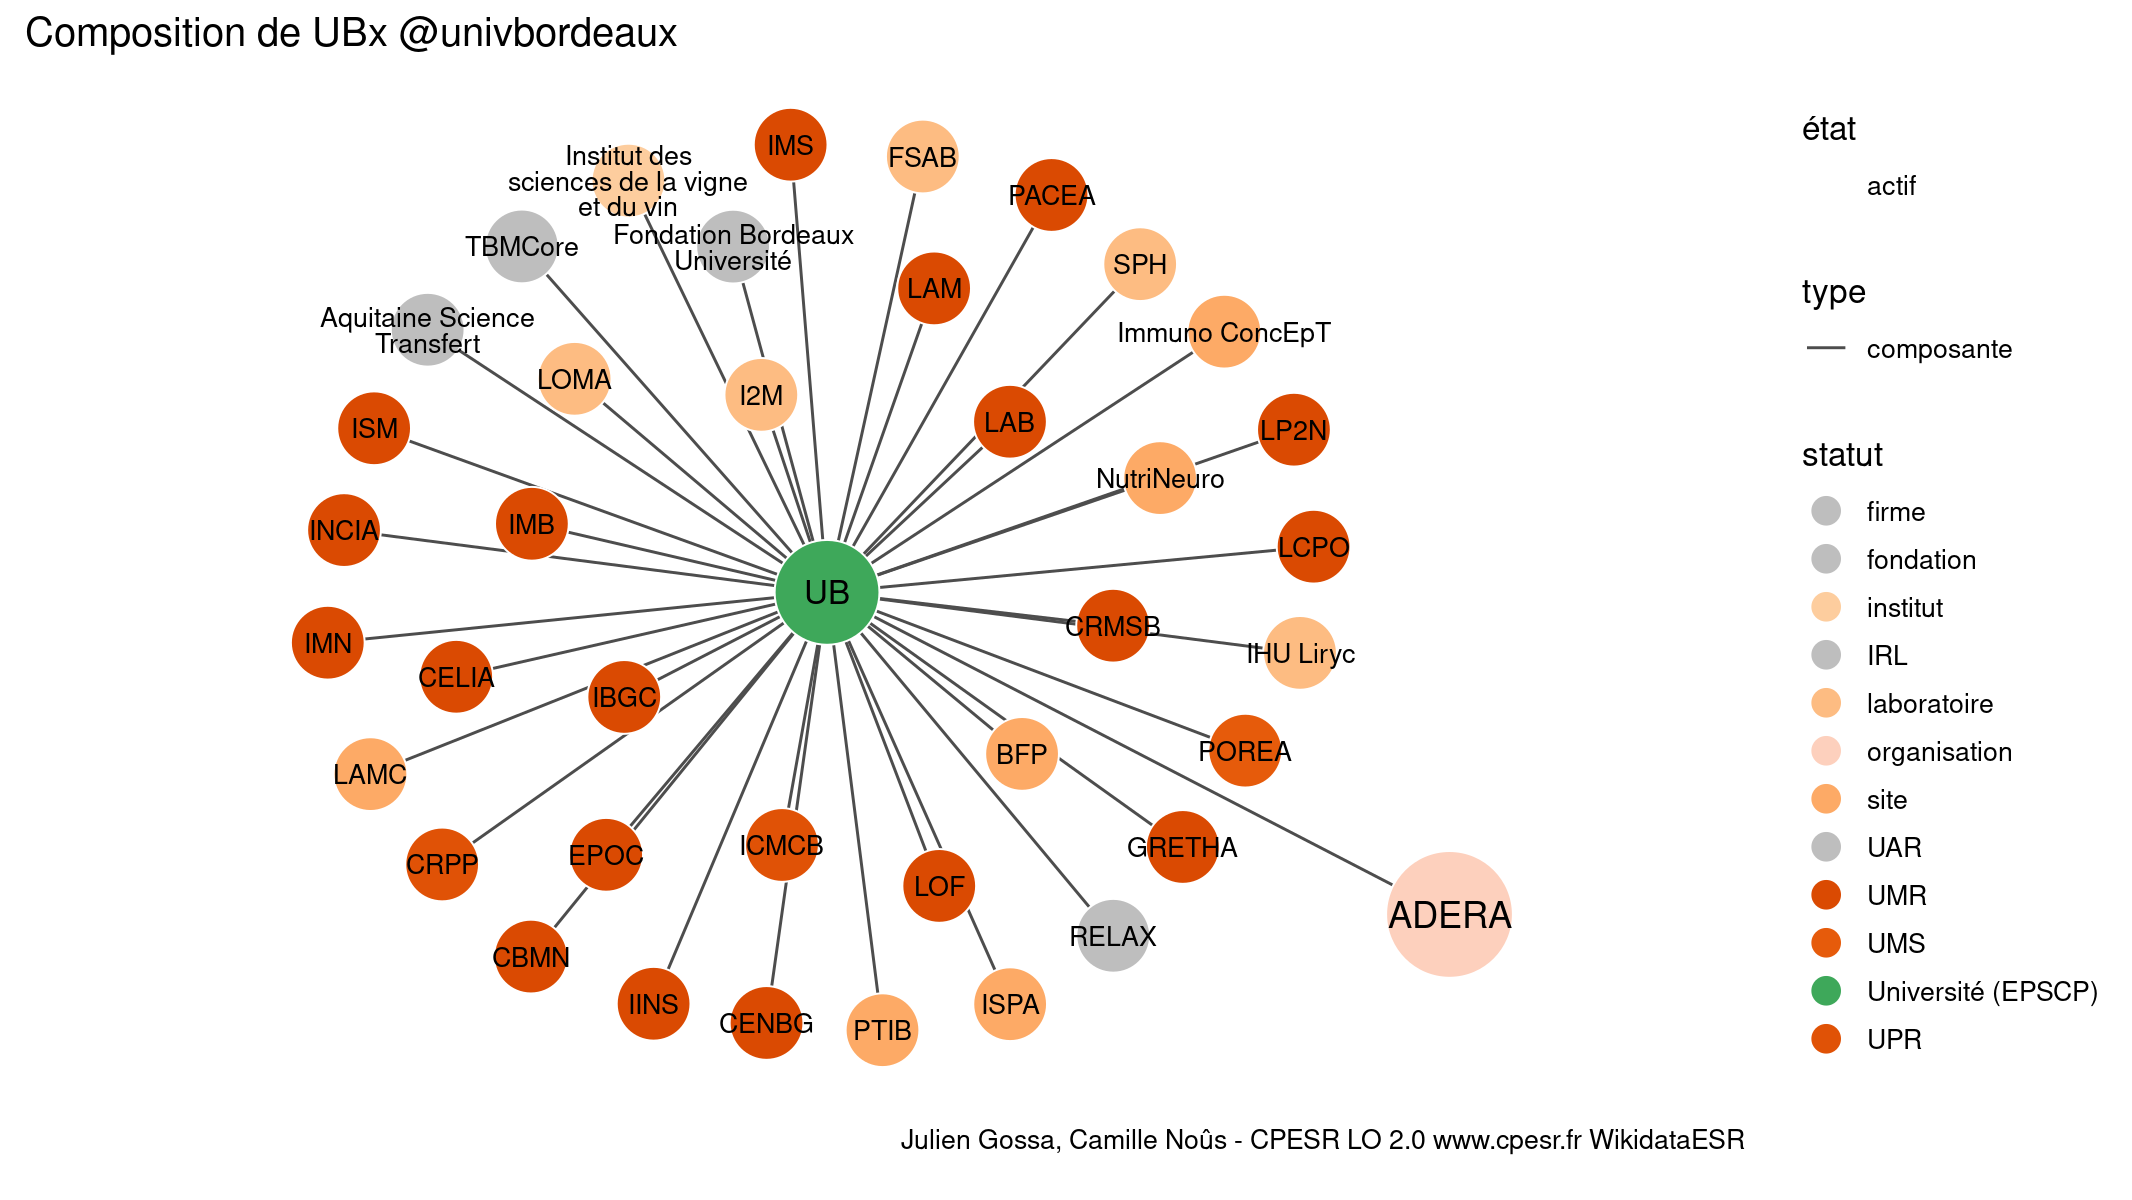 Composition de UBx @univbordeaux
IMS
FSAB
Institut des
sciences de la vigne
et du vin
PACEA
Fondation Bordeaux
Université
TBMCore
SPH
LAM
Aquitaine Science
Transfert
Immuno ConcEpT
LOMA
I2M
LAB
ISM
LP2N
NutriNeuro
INCIA
IMB
LCPO
UB
CRMSB
IMN
IHU Liryc
CELIA
IBGC
LAMC
BFP
POREA
CRPP
EPOC
ICMCB
GRETHA
LOF
ADERA
RELAX
CBMN
IINS
CENBG
PTIB
ISPA
état
actif
type
composante
statut
firme
fondation
institut
IRL
laboratoire
organisation
site
UAR
UMR
UMS
Université (EPSCP)
UPR
Julien Gossa, Camille Noûs - CPESR LO 2.0 www.cpesr.fr WikidataESR